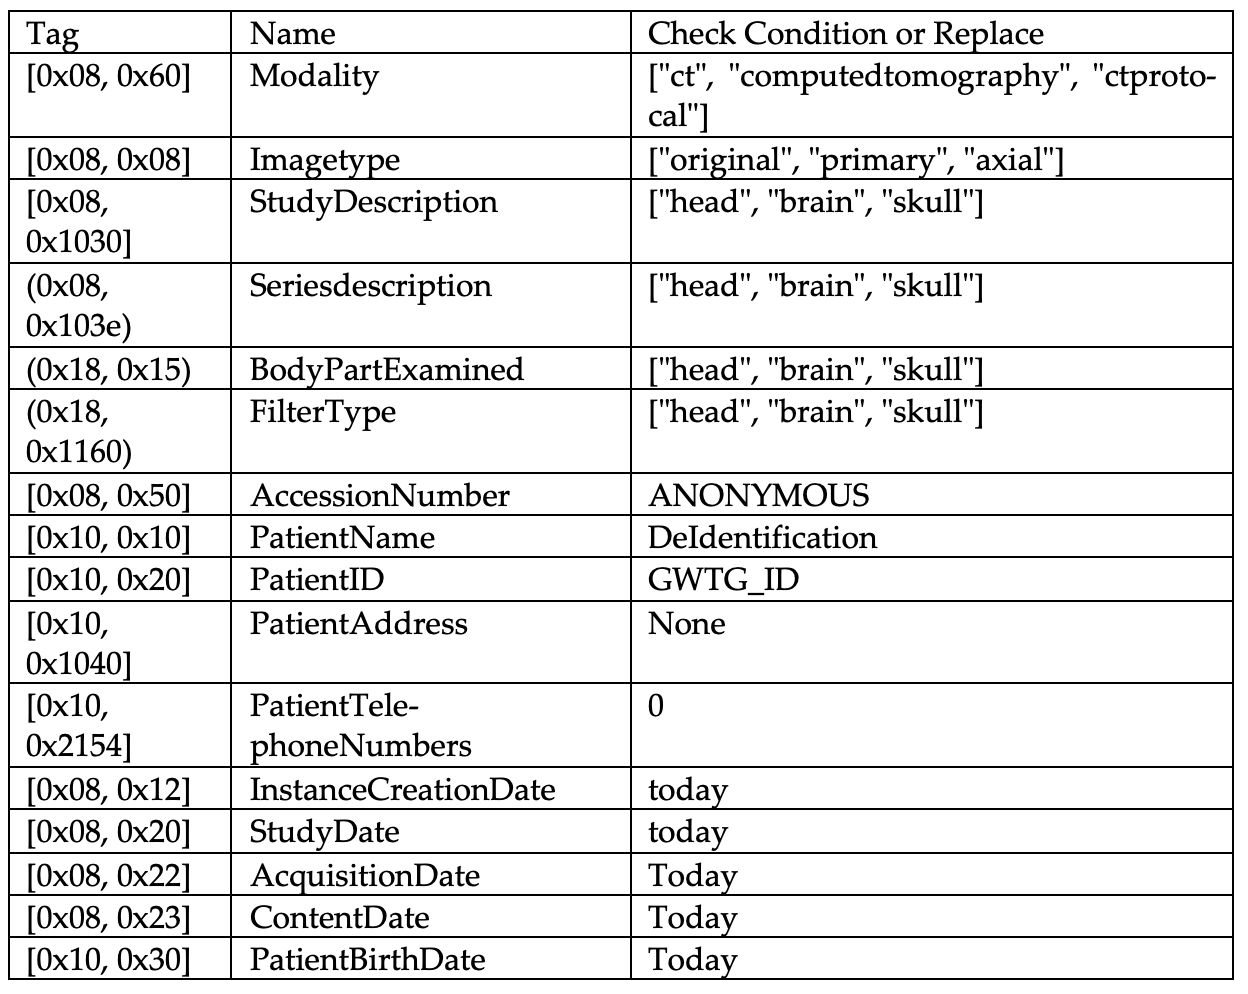 Tag Name Check Condition or Replace
[0x08, 0x60] Modality ["ct", "computedtomography", "ctproto-
cal"]
[0x08, 0x08] Imagetype ["original", "primary", "axial"]
[0x08, StudyDescription ["head", "brain", "skull"]
0x1030]
(0x08, Seriesdescription ["head", "brain", "skull"]
0x103e)
(0x18, 0x15) BodyPartExamined ["head", "brain", "skull"]
(0x18, FilterType ["head", "brain", "skull"]
0x1160)
[0x08, 0x50] AccessionNumber ANONYMOUS
[0x10, 0x10] PatientName DeIdentification
[0x10, 0x20] PatientID GWTG_ID
[0x10, PatientAddress None
0x1040]
[0x10, PatientTele- 0
0x2154] phoneNumbers
[0x08, 0x12] InstanceCreationDate today
[0x08, 0x20] StudyDate today
[0x08, 0x22] AcquisitionDate Today
[0x08, 0x23] ContentDate Today
[0x10, 0x30] PatientBirthDate Today